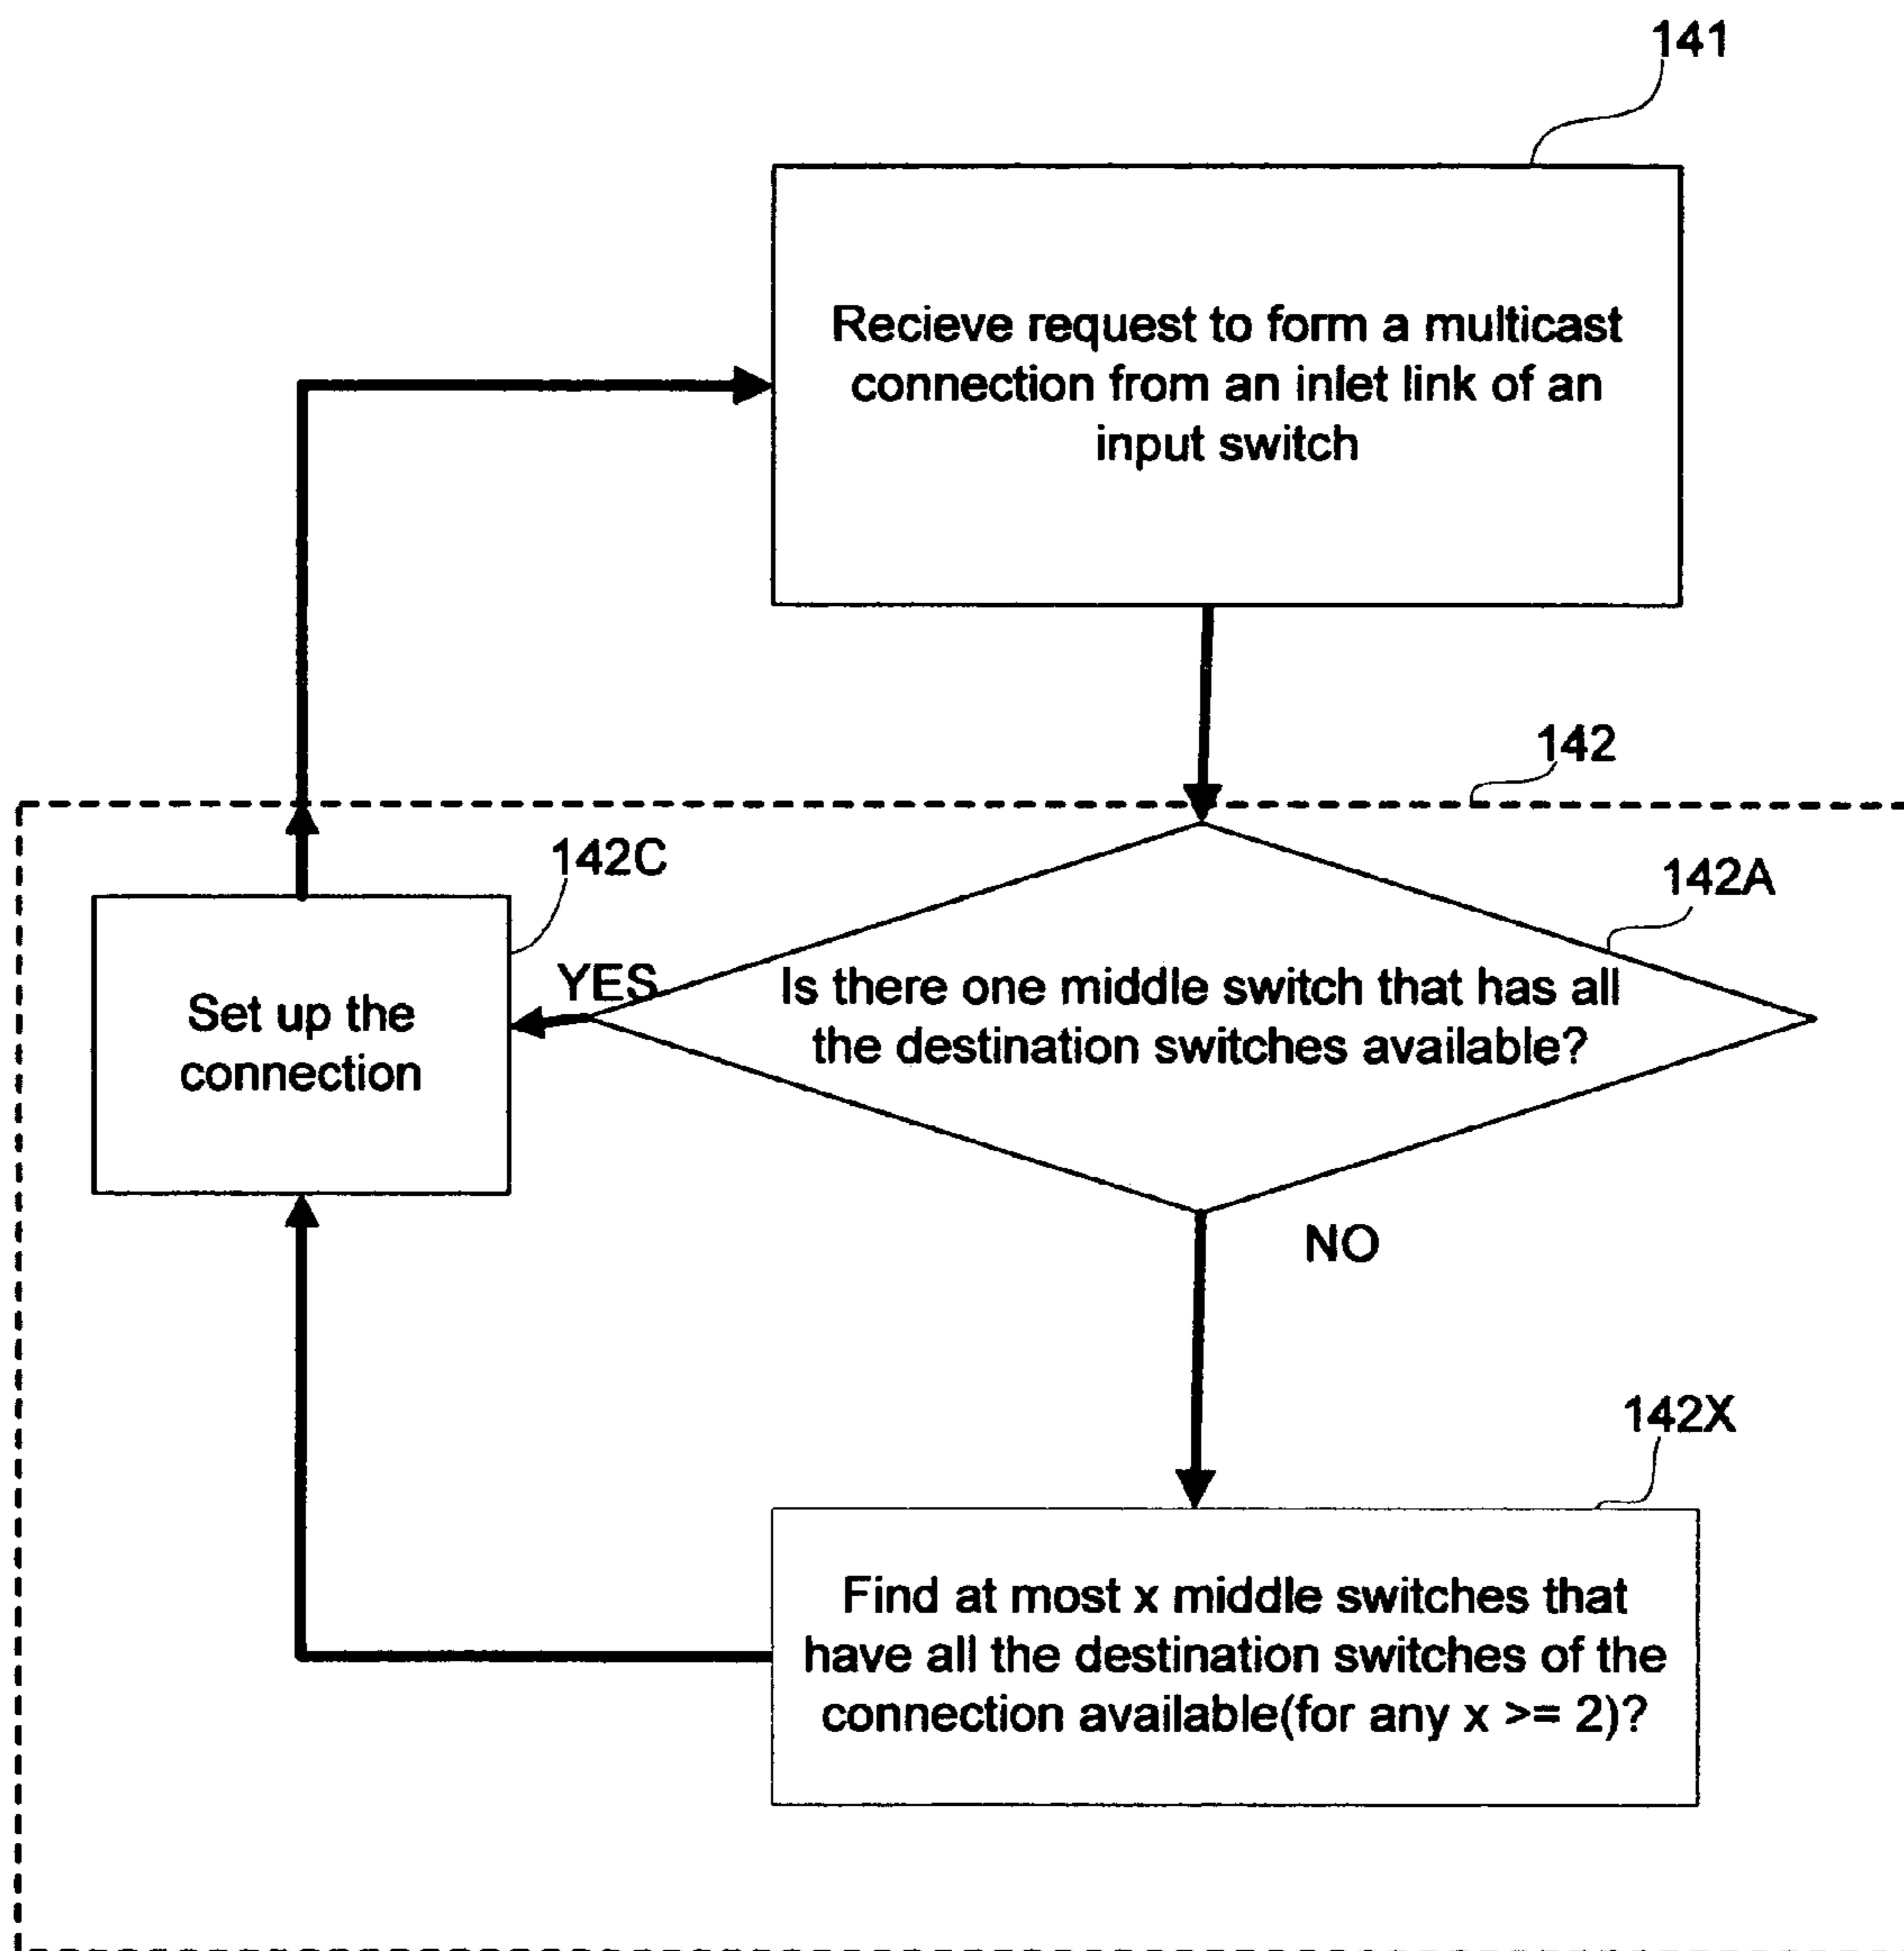 141
Recieve request to form a multicast
connection from an inlet link of an
input switch
142
142C
142A
YES
Is there one middle switch that has all
the destination switches available?
Set up the
connection
NO
142X
Find at most x middle switches that
have all the destination switches of the
connection available(for any x >= 2)?